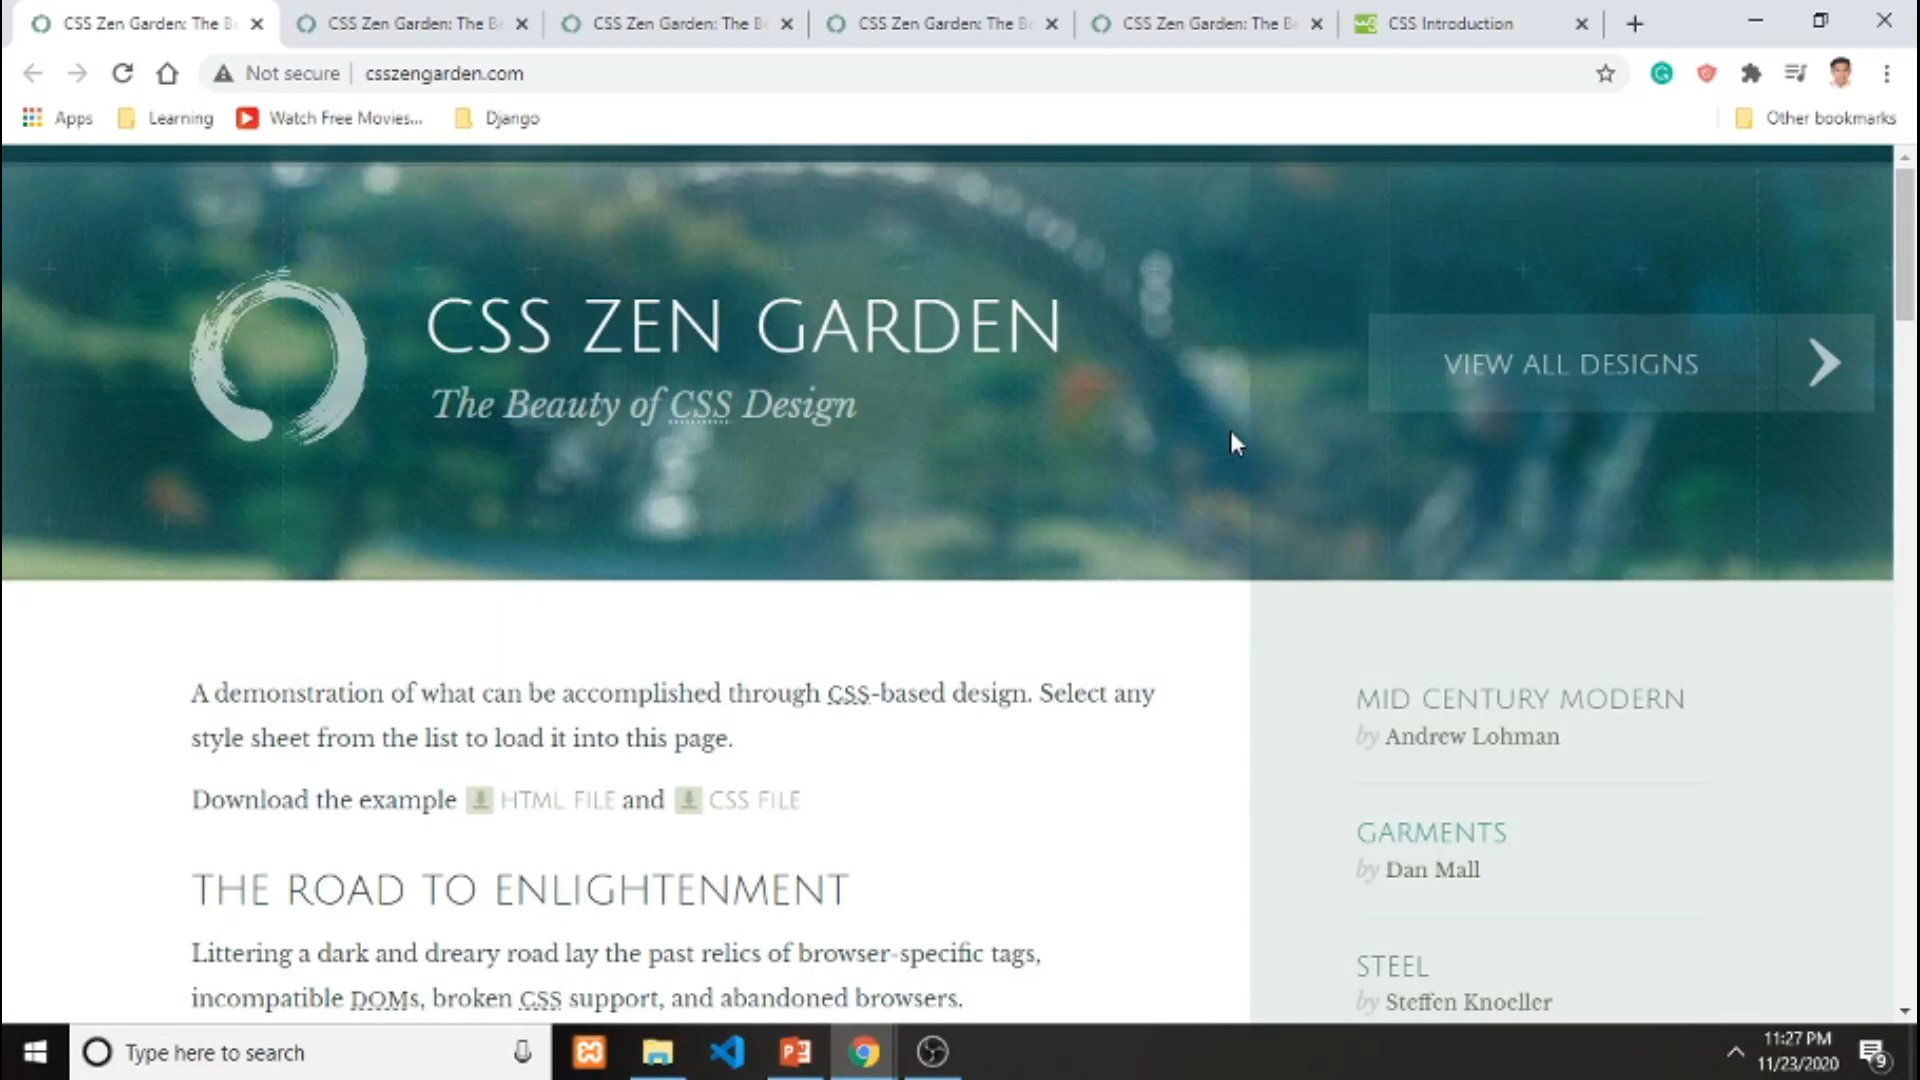 CSS Zen Garden: The Be
CSS Zen Garden: The Be
CSS Zen Garden: The Be
CSS Zen Garden: The Be
CSS Zen Garden: The Be
CSS Introduction
Not secure
csszengarden.com
Apps
Learning
Watch Free Movies...
Django
Other bookmarks
CSS ZEN GARDEN
The Beauty of CSS Design
VIEW ALL DESIGNS
A demonstration of what can be accomplished through CSS-based design. Select any
style sheet from the list to load it into this page.
Download the example HTML FILE and CSS FILE
THE ROAD TO ENLIGHTENMENT
Littering a dark and dreary road lay the past relics of browser-specific tags,
incompatible DOMs, broken CSS support, and abandoned browsers.
MID CENTURY MODERN
by Andrew Lohman
GARMENTS
by Dan Mall
STEEL
by Steffen Knoeller
Type here to search
11:27 PM
11/23/2020
9